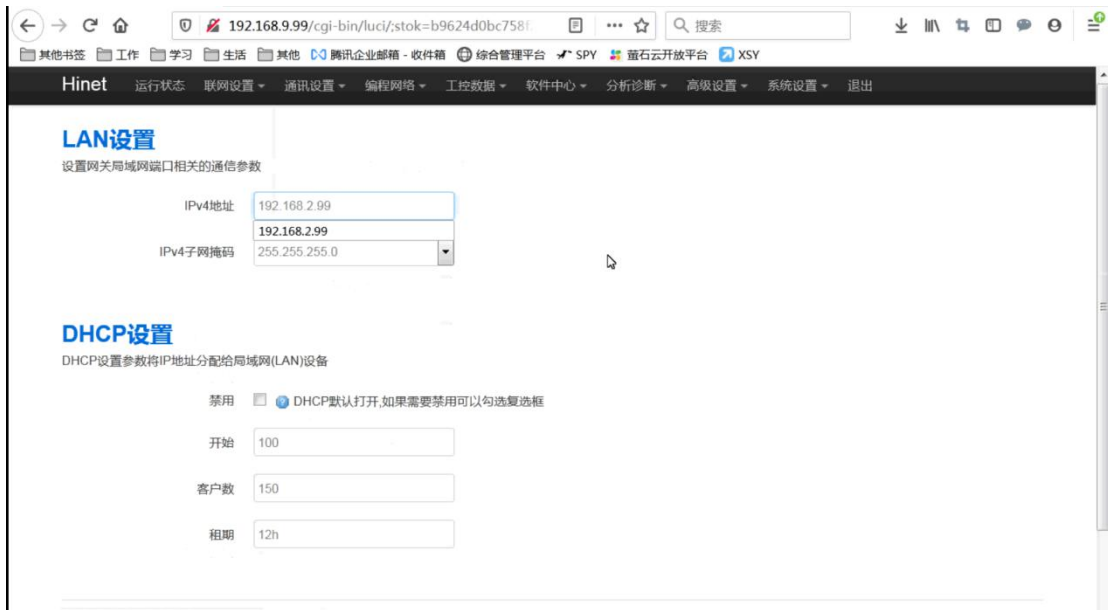 192.168.9.99/cgi-bin/luci/;stok=b9624d0bc758f
搜索
其他书签 工作 学习 生活 其他 腾讯企业邮箱 - 收件箱 综合管理平台 SPY 萤石云开放平台 XSY
Hinet 运行状态 联网设置 通讯设置 编程网络 工控数据 软件中心 分析诊断 高级设置 系统设置 退出
LAN设置
设置网关局域网端口相关的通信参数
IPv4地址 192.168.2.99
192.168.2.99
IPv4子网掩码 255.255.255.0
DHCP设置
DHCP设置参数将IP地址分配给局域网(LAN)设备
禁用 DHCP默认打开,如果需要禁用可以勾选复选框
开始 100
客户数 150
租期 12h